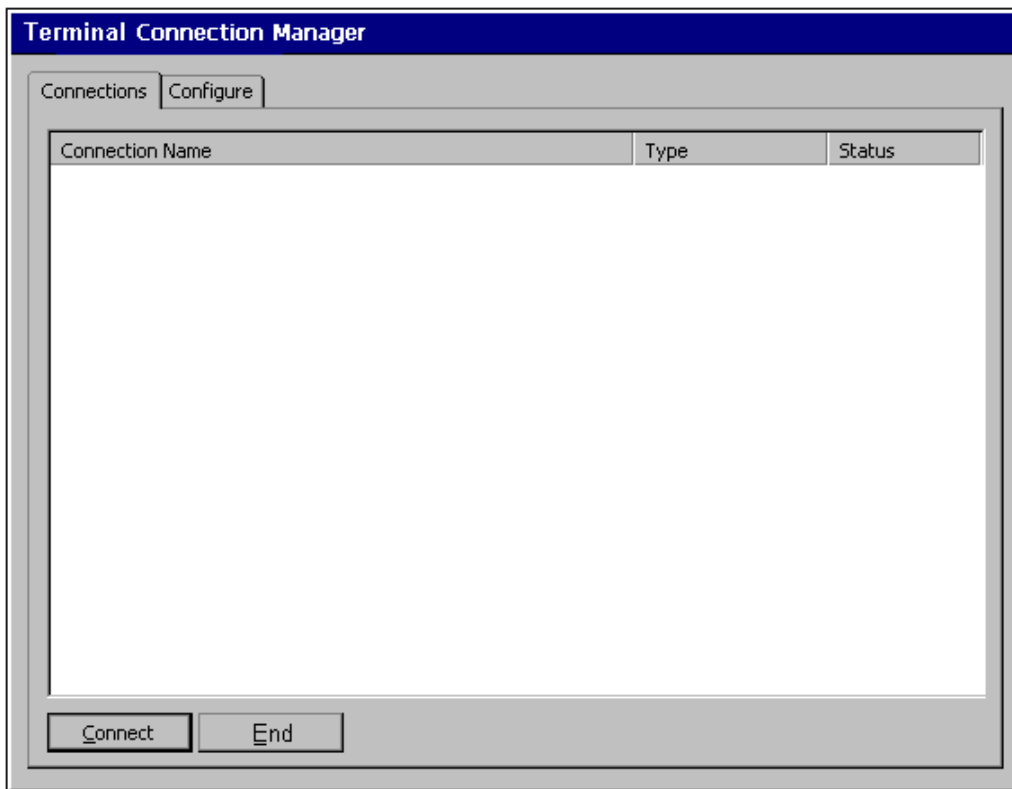 Terminal Connection Manager
Connections Configure
Connection Name Type Status
Connect End